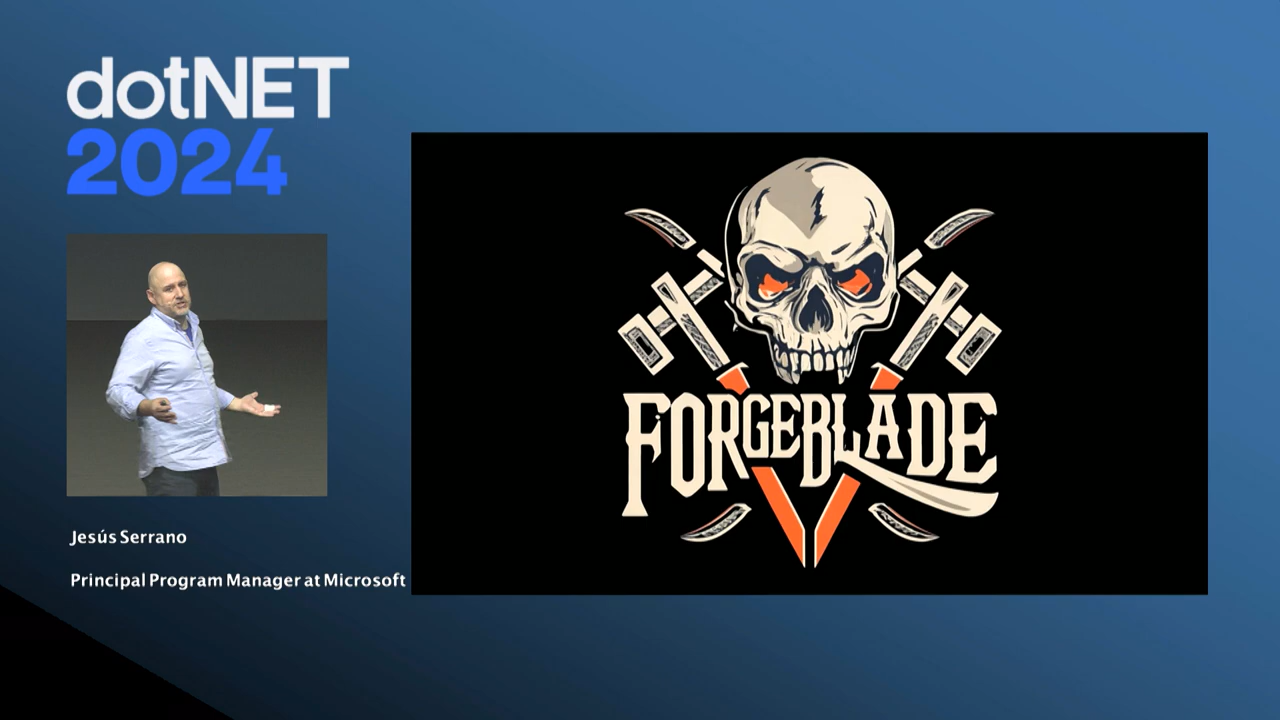 dotNET
2024
FORGEBLADE
Jesús Serrano
Principal Program Manager at Microsoft